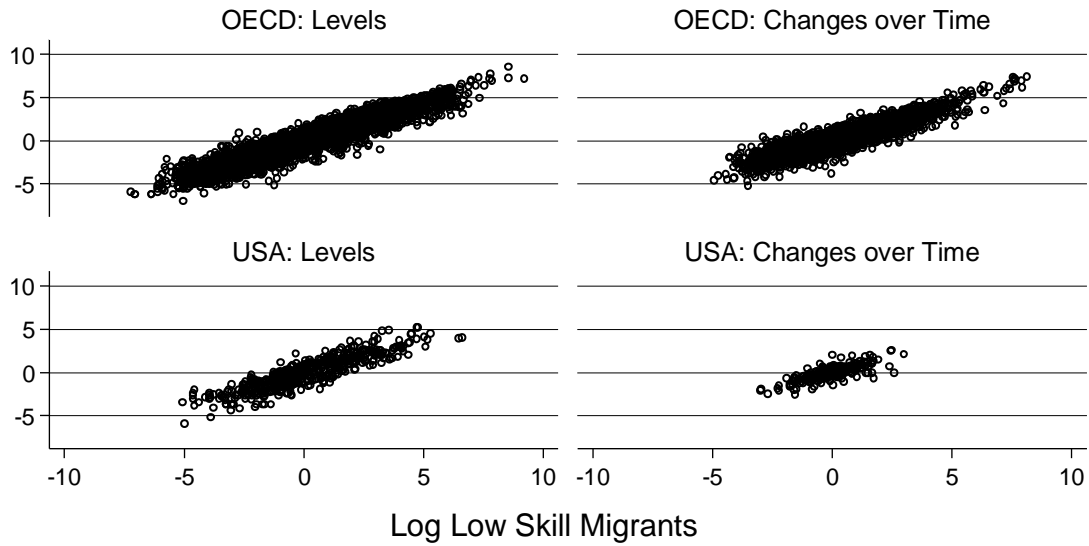 OECD: Levels
OECD: Changes over Time
10
5
0
-5
USA: Levels
USA: Changes over Time
10
5
0
-5
-10 -5 0 5 10
-10 -5 0 5 10
Log Low Skill Migrants